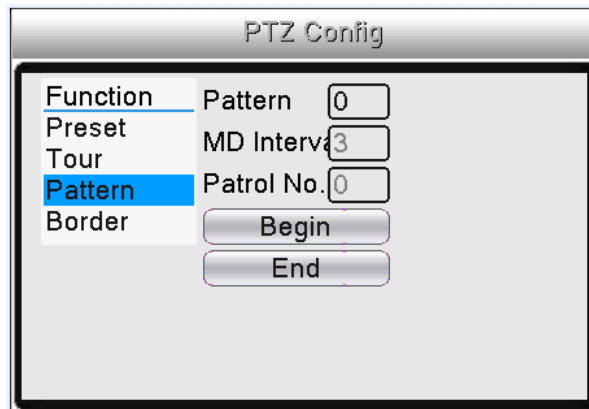 PTZ Config
Function
Preset
Tour
Pattern
Border
Pattern 0
MD Interva 3
Patrol No. 0
Begin
End